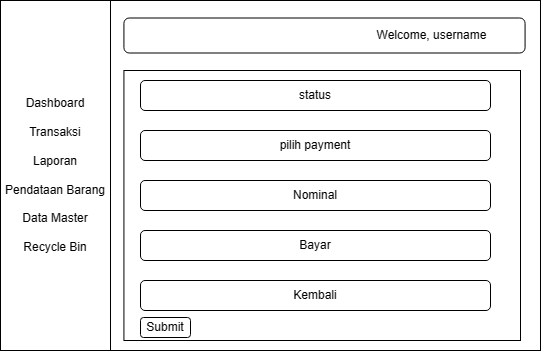 Welcome, username
Dashboard
Transaksi
Laporan
Pendataan Barang
Data Master
Recycle Bin
status
pilih payment
Nominal
Bayar
Kembali
Submit